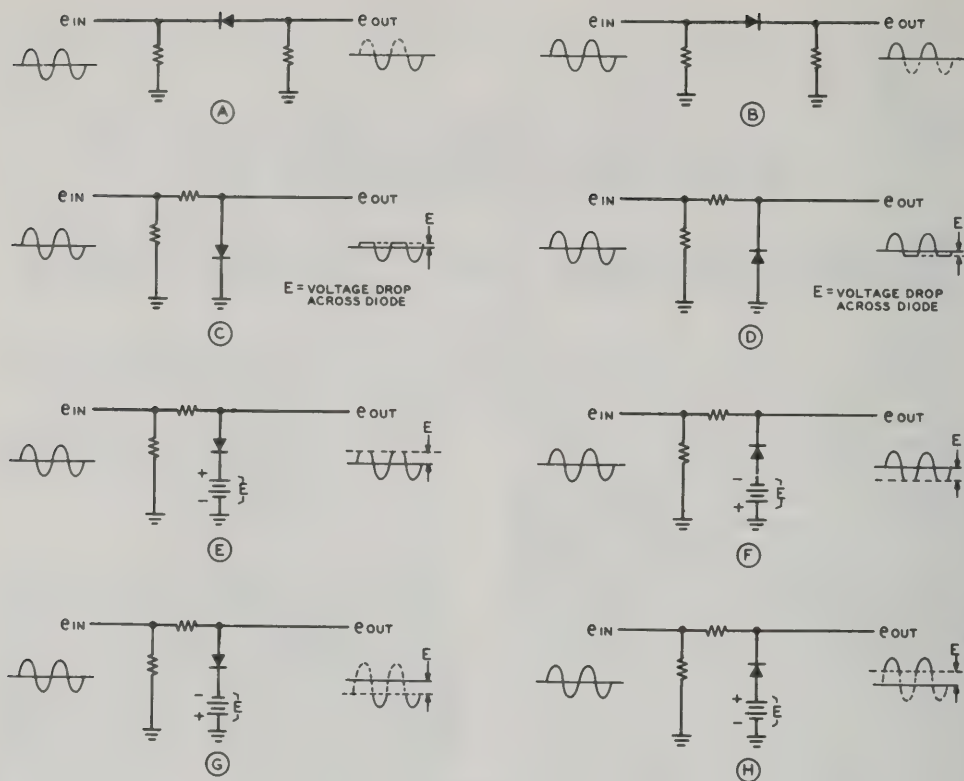 e IN e OUT
A
e IN e OUT
B
e IN e OUT
E
E = VOLTAGE DROP
ACROSS DIODE
C
e IN e OUT
E
E = VOLTAGE DROP
ACROSS DIODE
D
e IN e OUT
E
+
E
-
E
e IN e OUT
E
-
E
+
F
e IN e OUT
E
-
E
+
G
e IN e OUT
E
+
E
-
H